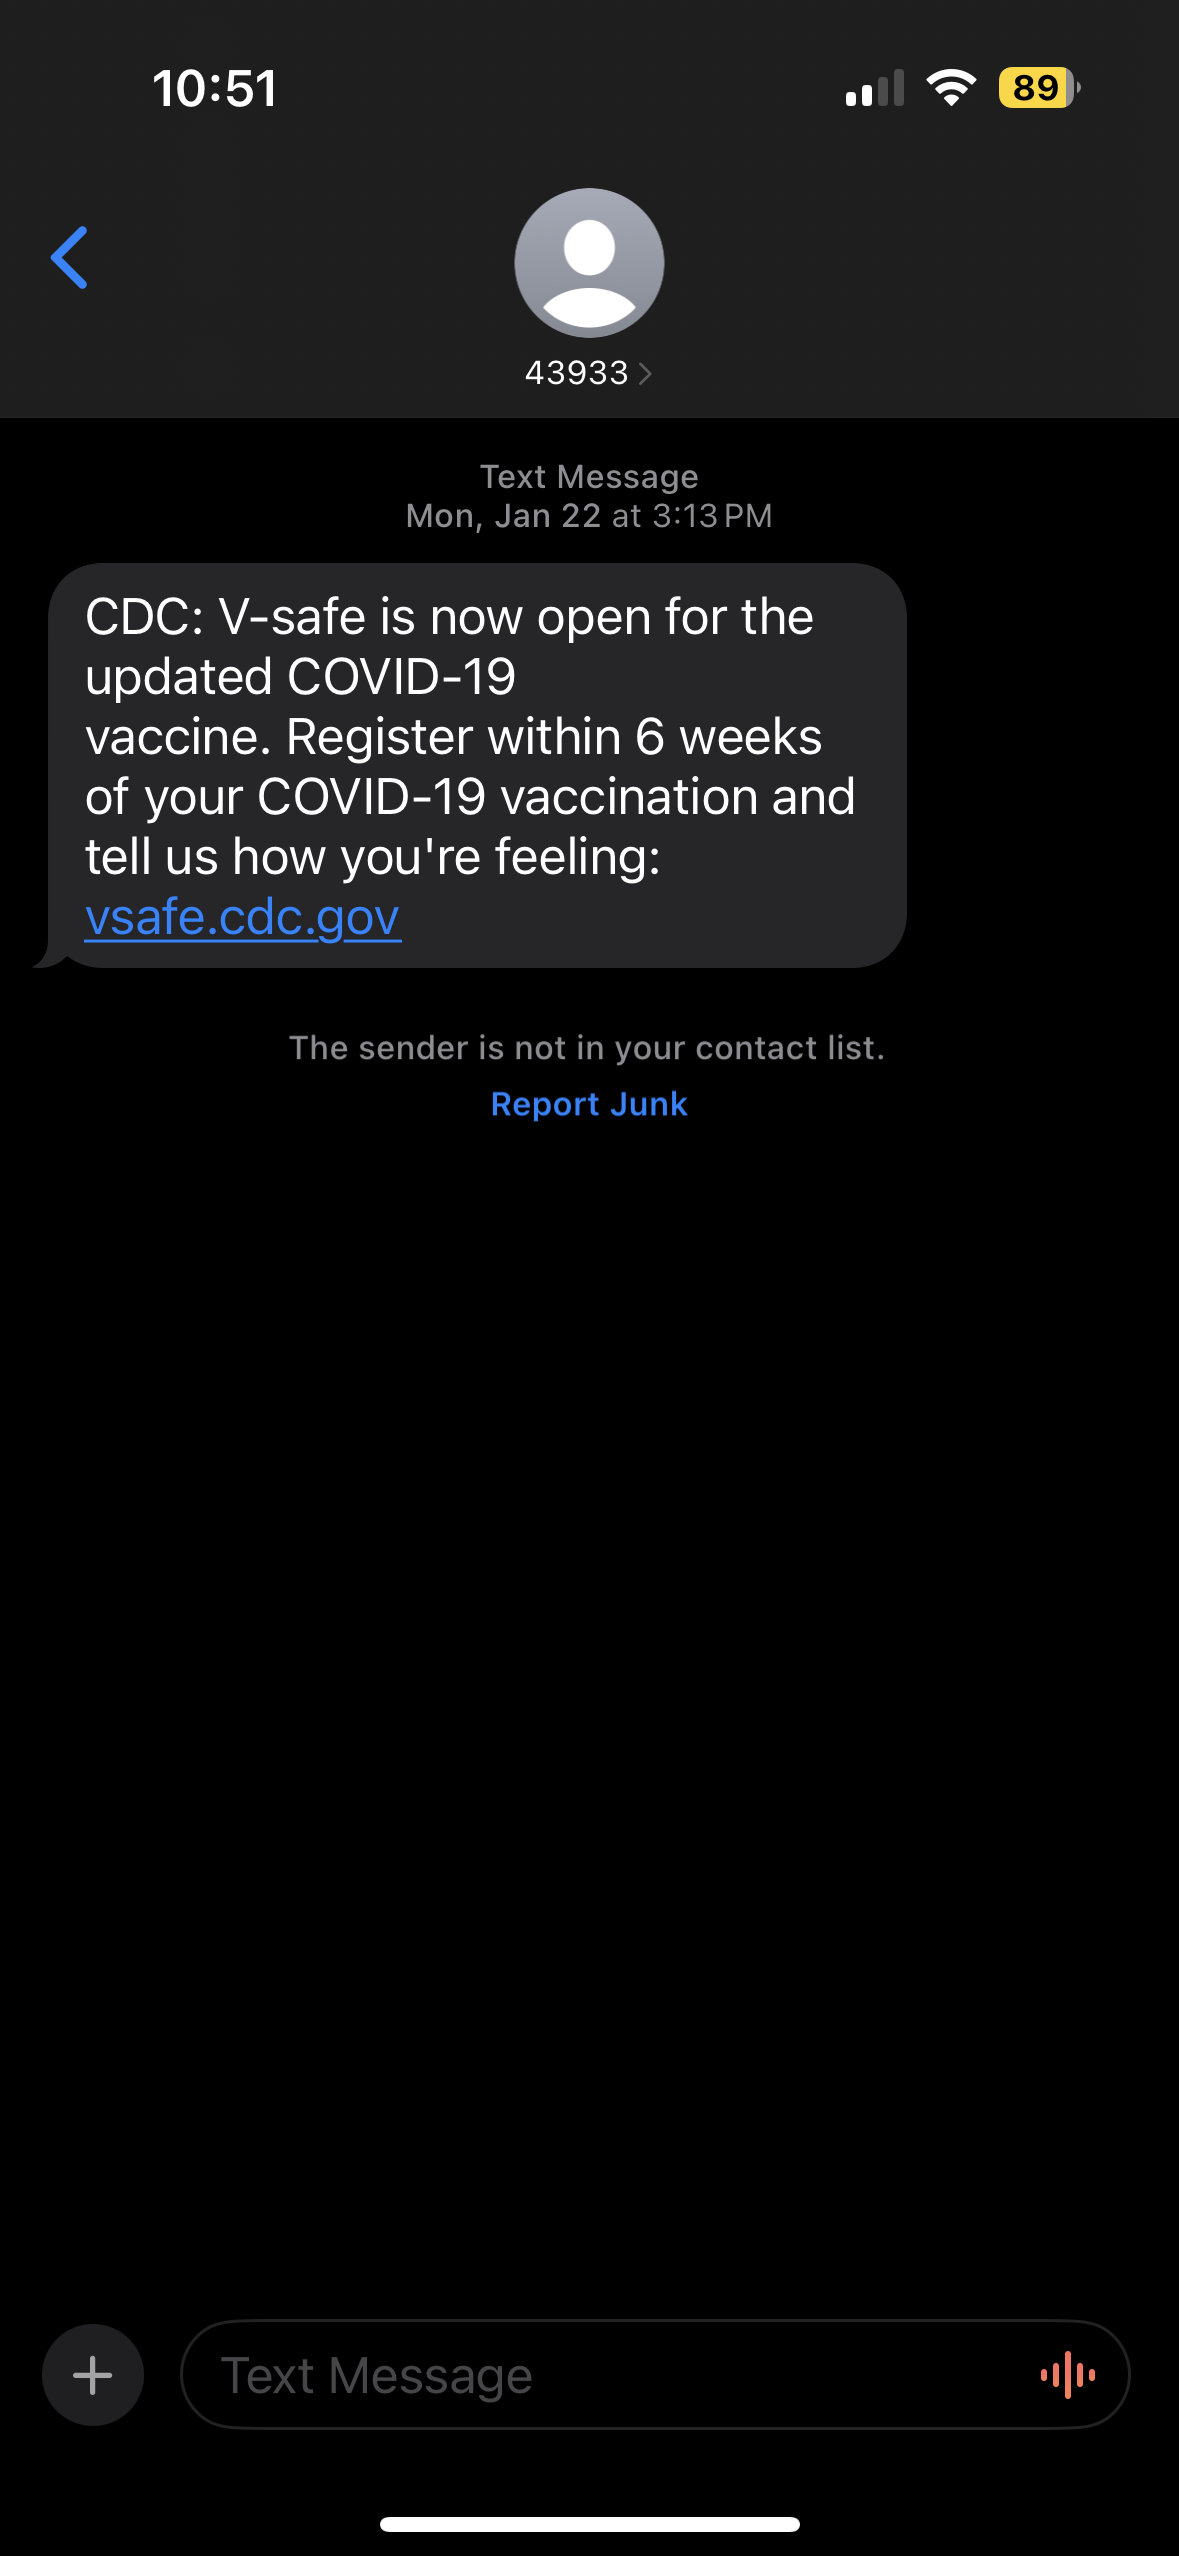 10:51
89
43933
Text Message
Mon, Jan 22 at 3:13 PM
CDC: V-safe is now open for the
updated COVID-19
vaccine. Register within 6 weeks
of your COVID-19 vaccination and
tell us how you're feeling:
vsafe.cdc.gov
The sender is not in your contact list.
Report Junk
Text Message